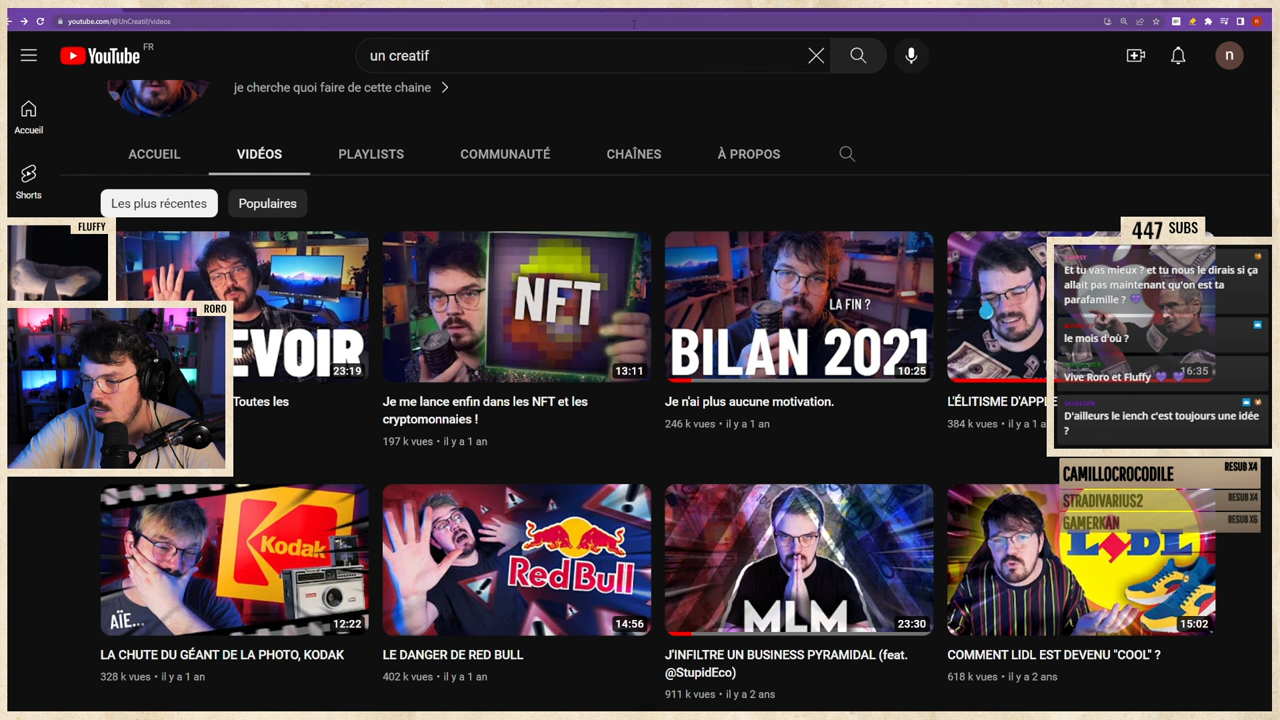 youtube.com/@UnCreatif/videos
YouTube FR
un creatif
n
je cherche quoi faire de cette chaine
Accueil
Shorts
ACCUEIL
VIDÉOS
PLAYLISTS
COMMUNAUTÉ
CHAÎNES
À PROPOS
Les plus récentes
Populaires
FLUFFY
RORO
EVOIR
23:19
Toutes les
NFT
13:11
Je me lance enfin dans les NFT et les
cryptomonnaies !
197 k vues • il y a 1 an
LA FIN ?
BILAN 2021
10:25
Je n'ai plus aucune motivation.
246 k vues • il y a 1 an
16:35
L'ÉLITISME D'APPLE
384 k vues • il y a 1 an
447 SUBS
Et tu vas mieux ? et tu nous le dirais si ça
allait pas maintenant qu'on est ta
parafamille ?
le mois d'où ?
Vive Roro et Fluffy
D'ailleurs le iench c'est toujours une idée
?
CAMILLOCROCODILE RESUB X4
STRADIVARIUS2 RESUB X4
GAMERKAN RESUB X6
Kodak
AÏE...
12:22
LA CHUTE DU GÉANT DE LA PHOTO, KODAK
328 k vues • il y a 1 an
Red Bull
14:56
LE DANGER DE RED BULL
402 k vues • il y a 1 an
MLM
23:30
J'INFILTRE UN BUSINESS PYRAMIDAL (feat.
@StupidEco)
911 k vues • il y a 2 ans
LIDL
15:02
COMMENT LIDL EST DEVENU "COOL" ?
618 k vues • il y a 2 ans